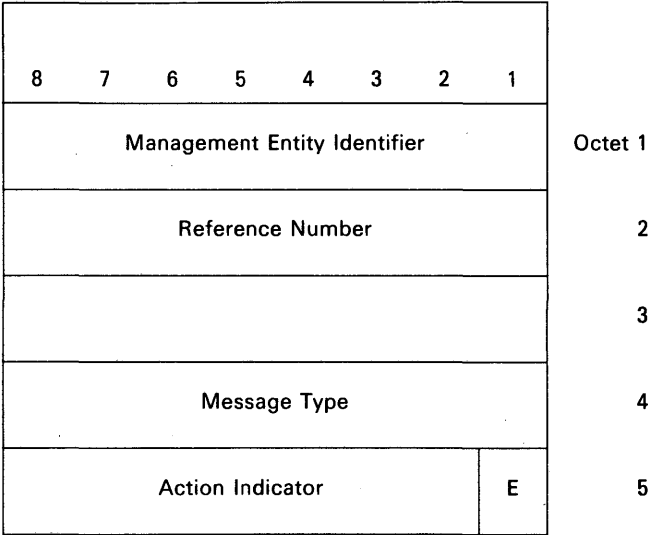 8 7 6 5 4 3 2 1
Management Entity Identifier Octet 1
Reference Number 2
3
Message Type 4
Action Indicator E 5